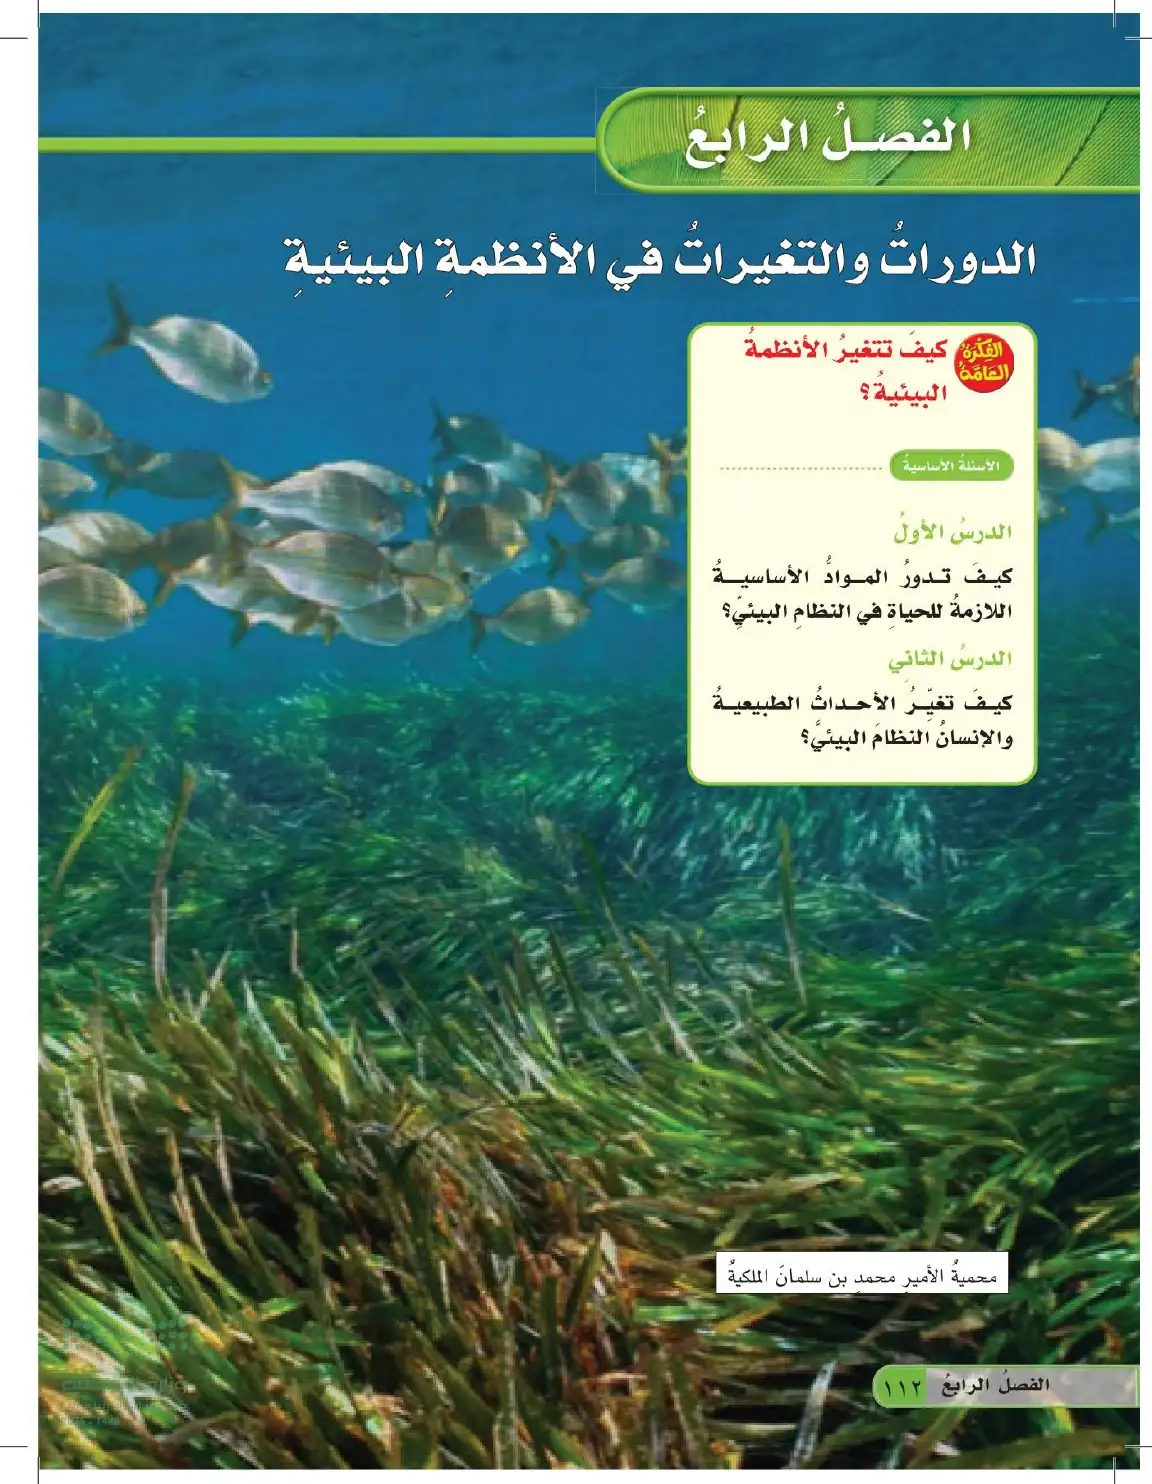 الفصلُ الرابعُ
الدوراتُ والتغيراتُ في الأنظمةِ البيئيةِ
الفِكْرَةُ العَامَّةُ
كيفَ تتغيرُ الأنظمةُ
البيئيةُ؟
الأسئلةُ الأساسيةُ
الدرسُ الأولُ
كيفَ تدورُ الموادُّ الأساسيةُ
اللازمةُ للحياةِ في النظامِ البيئيِّ؟
الدرسُ الثاني
كيفَ تغيِّرُ الأحداثُ الطبيعيةُ
والإنسانُ النظامَ البيئيَّ؟
محميةُ الأميرِ محمدِ بن سلمانَ الملكيةُ
الفصلُ الرابعُ ١١٢